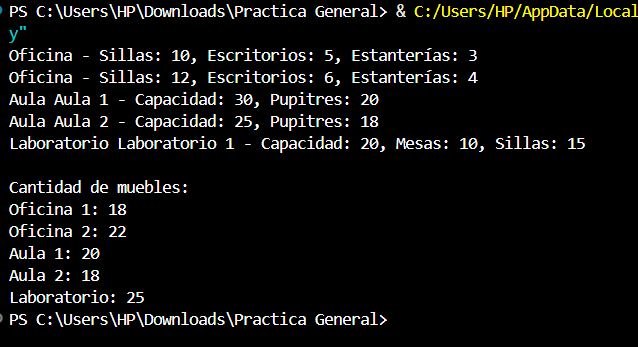 PS C:\Users\HP\Downloads\Practica General> & C:/Users/HP/AppData/Local
y"
Oficina - Sillas: 10, Escritorios: 5, Estanterías: 3
Oficina - Sillas: 12, Escritorios: 6, Estanterías: 4
Aula Aula 1 - Capacidad: 30, Pupitres: 20
Aula Aula 2 - Capacidad: 25, Pupitres: 18
Laboratorio Laboratorio 1 - Capacidad: 20, Mesas: 10, Sillas: 15

Cantidad de muebles:
Oficina 1: 18
Oficina 2: 22
Aula 1: 20
Aula 2: 18
Laboratorio: 25
PS C:\Users\HP\Downloads\Practica General>